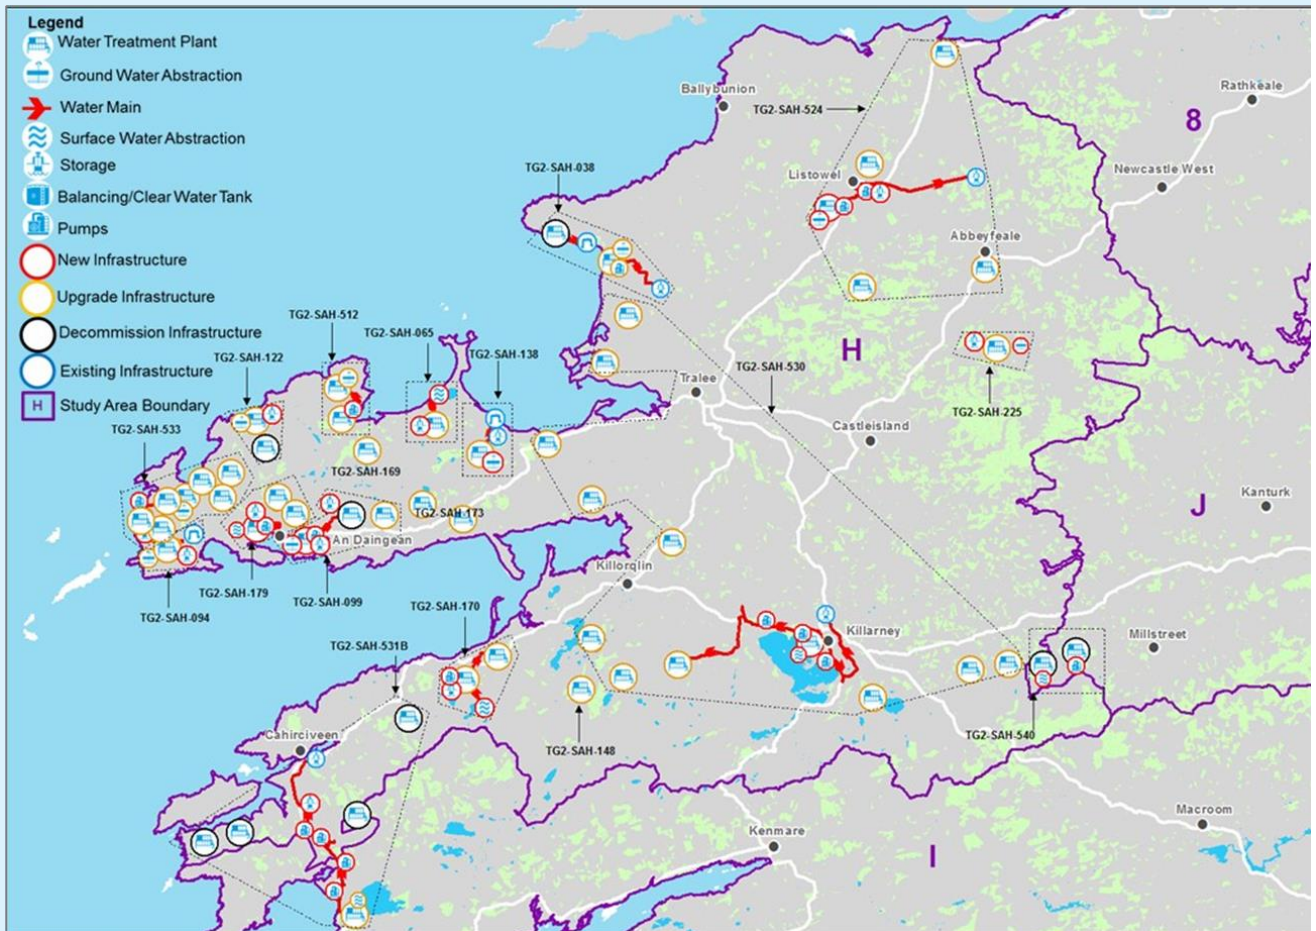 Legend
Water Treatment Plant
Ground Water Abstraction
Water Main
Surface Water Abstraction
Storage
Balancing/Clear Water Tank
Pumps
New Infrastructure
Upgrade Infrastructure
Decommission Infrastructure
Existing Infrastructure
H Study Area Boundary
Ballybunion
TG2-SAH-524
Rathkeale
8
Newcastle West
TG2-SAH-038
Listowel
Abbeyfeale
TG2-SAH-512
TG2-SAH-065
TG2-SAH-122
TG2-SAH-138
H
TG2-SAH-530
Tralee
TG2-SAH-225
TG2-SAH-533
Castleisland
TG2-SAH-169
J
Kanturk
TG2-SAH-173
An Daingean
Killorglin
TG2-SAH-179
TG2-SAH-099
TG2-SAH-094
TG2-SAH-170
TG2-SAH-531B
Killarney
Millstreet
Cahirciveen
TG2-SAH-148
TG2-SAH-540
Macroom
Kenmare
I